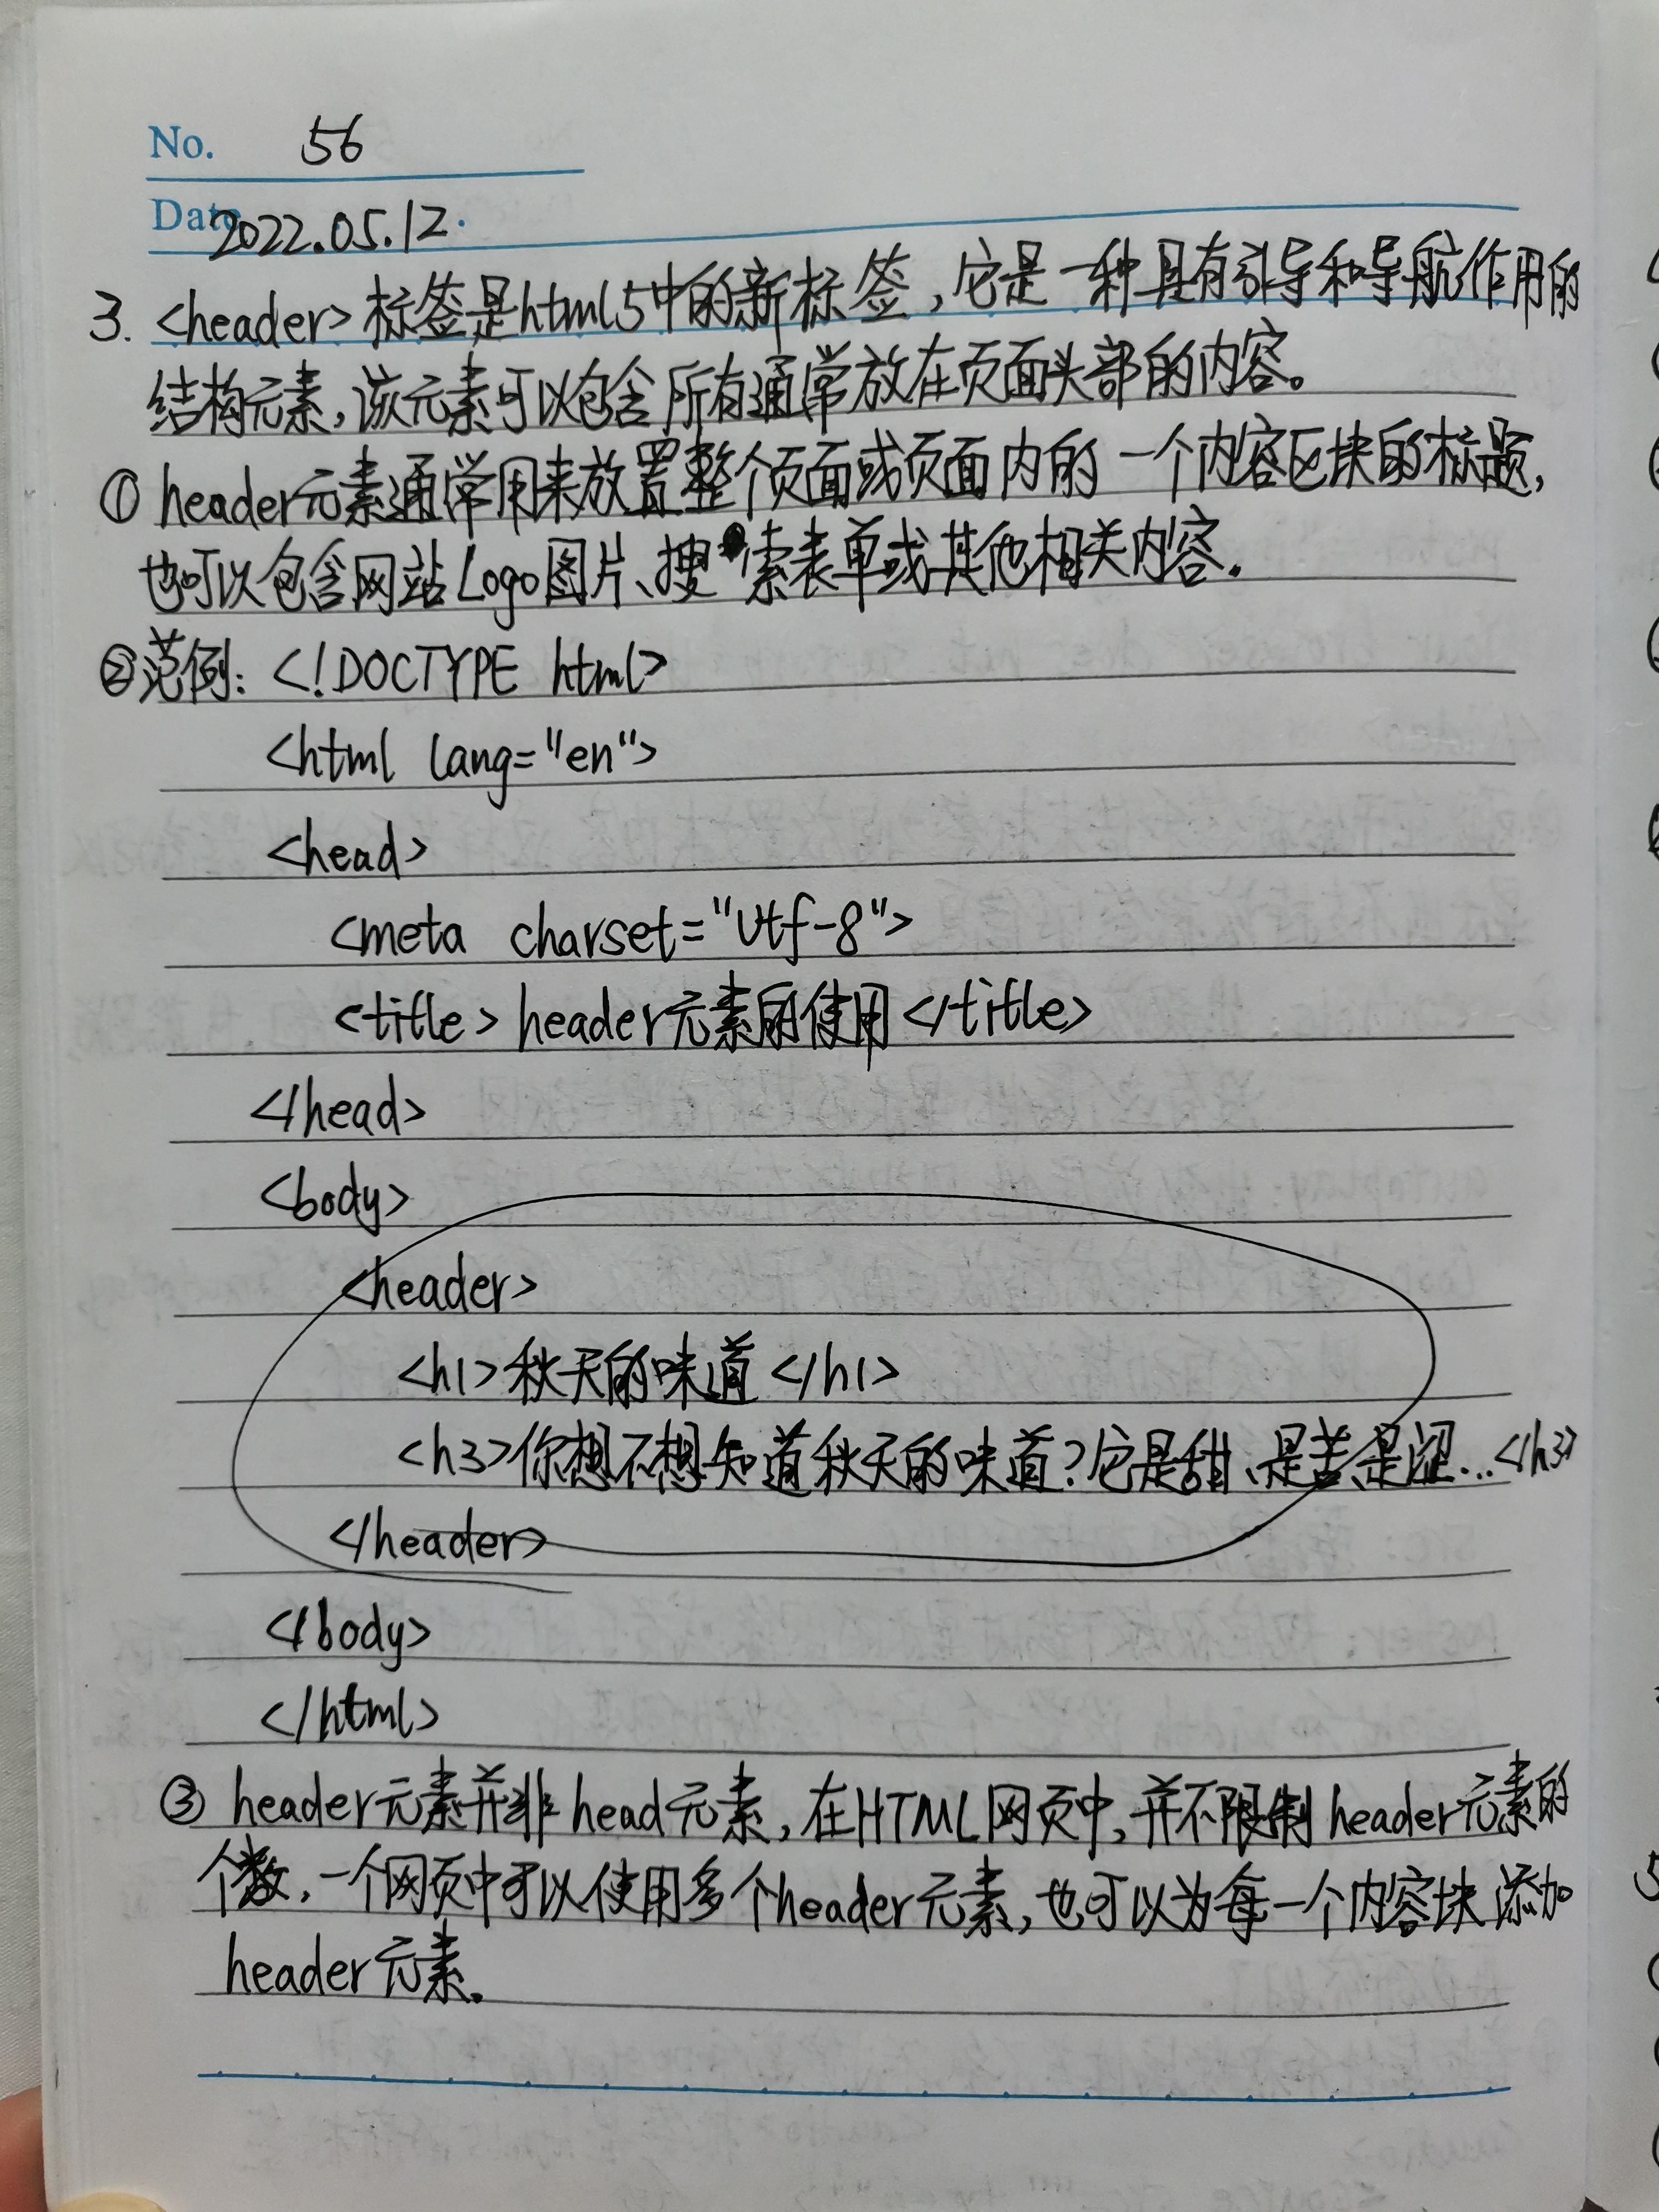 No. 56
Date 2022.05.12.
3. <header>标签是html5中的新标签，它是一种具有引导和导航作用的
结构元素，该元素可以包含所有通常放在页面头部的内容。
① header元素通常用来放置整个页面或页面内的一个内容区块的标题，
也可以包含网站Logo图片、搜索表单或其他相关内容.
②范例：<!DOCTYPE html>
<html lang="en">
<head>
<meta charset="Utf-8">
<title>header元素的使用</title>
</head>
<body>
<header>
<h1>秋天的味道</h1>
<h3>你想不想知道秋天的味道?它是甜、是苦、是涩...</h3>
</header>
</body>
</html>
③ header元素并非head元素，在HTML网页中，并不限制header元素的
个数，一个网页中可以使用多个header元素，也可以为每一个内容块添加
header元素。